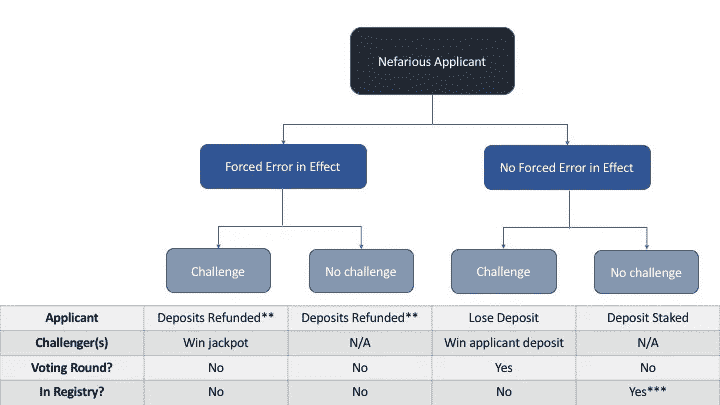 Nefarious Applicant
Forced Error in Effect
No Forced Error in Effect
Challenge
No challenge
Challenge
No challenge
Applicant Deposits Refunded** Deposits Refunded** Lose Deposit Deposit Staked
Challenger(s) Win jackpot N/A Win applicant deposit N/A
Voting Round? No No Yes No
In Registry? No No No Yes***